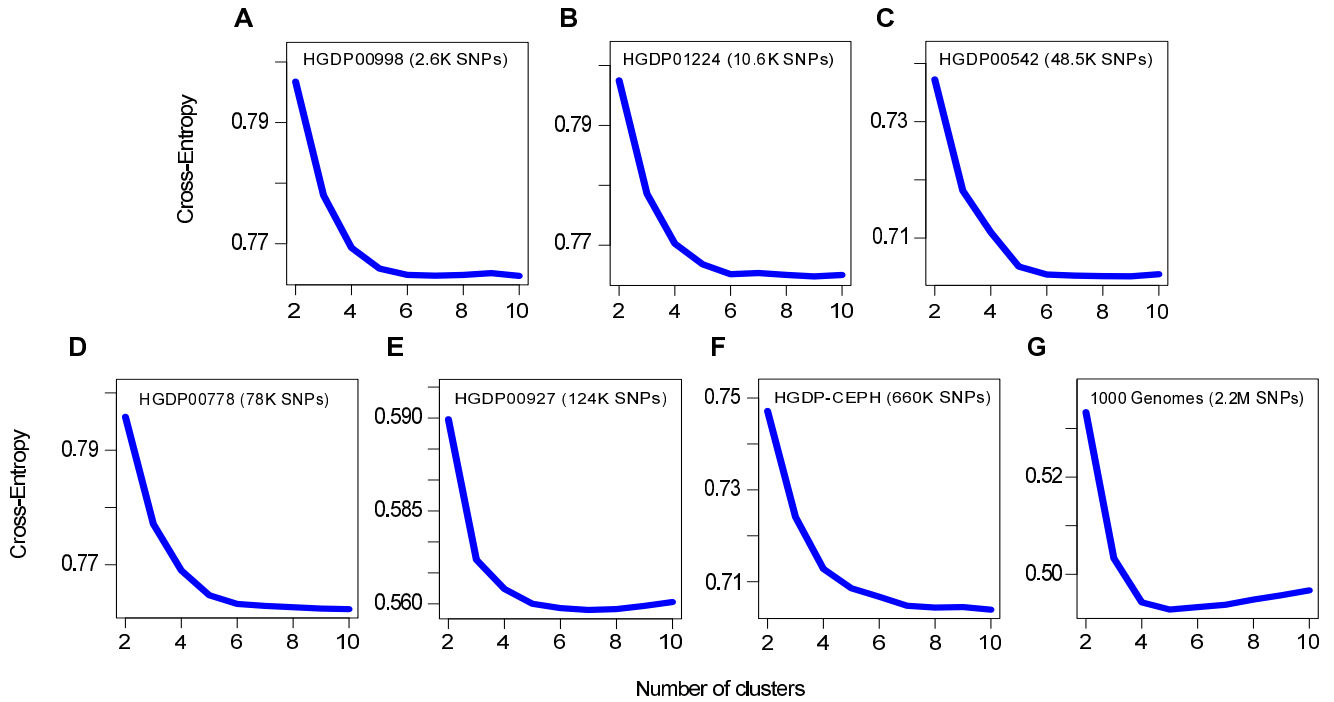 A B C
HGDP00998 (2.6K SNPs) HGDP01224 (10.6K SNPs) HGDP00542 (48.5K SNPs)
Cross-Entropy
0.79 0.79 0.73
0.77 0.77 0.71
2 4 6 8 10 2 4 6 8 10 2 4 6 8 10
D E F G
HGDP00778 (78K SNPs) HGDP00927 (124K SNPs) HGDP-CEPH (660K SNPs) 1000 Genomes (2.2M SNPs)
Cross-Entropy
0.79 0.590 0.75 0.52
0.77 0.585 0.73 0.50
0.560 0.71
2 4 6 8 10 2 4 6 8 10 2 4 6 8 10 2 4 6 8 10
Number of clusters